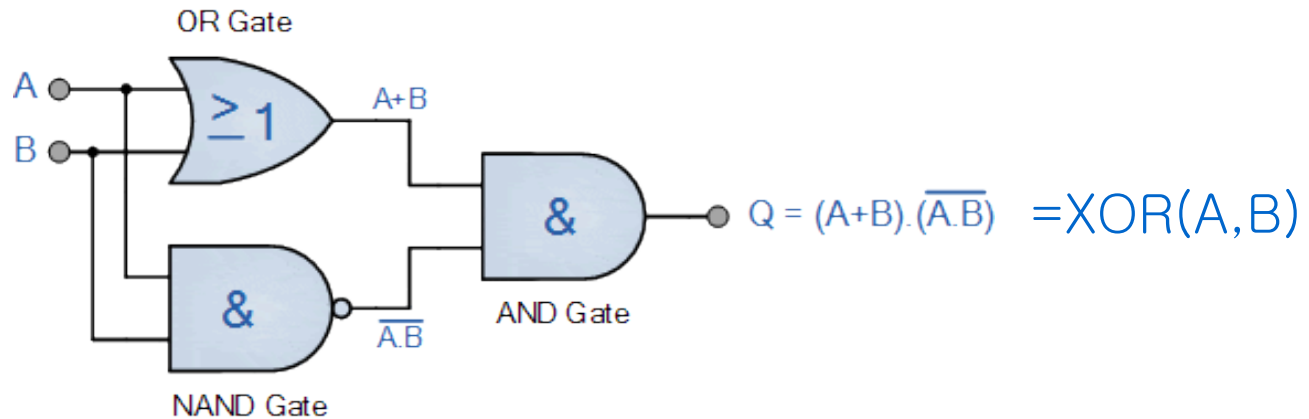 OR Gate
A
≥1
A+B
B
&
Q = (A+B).(A̅.̅B̅) =XOR(A,B)
&
A̅.̅B̅
AND Gate
NAND Gate